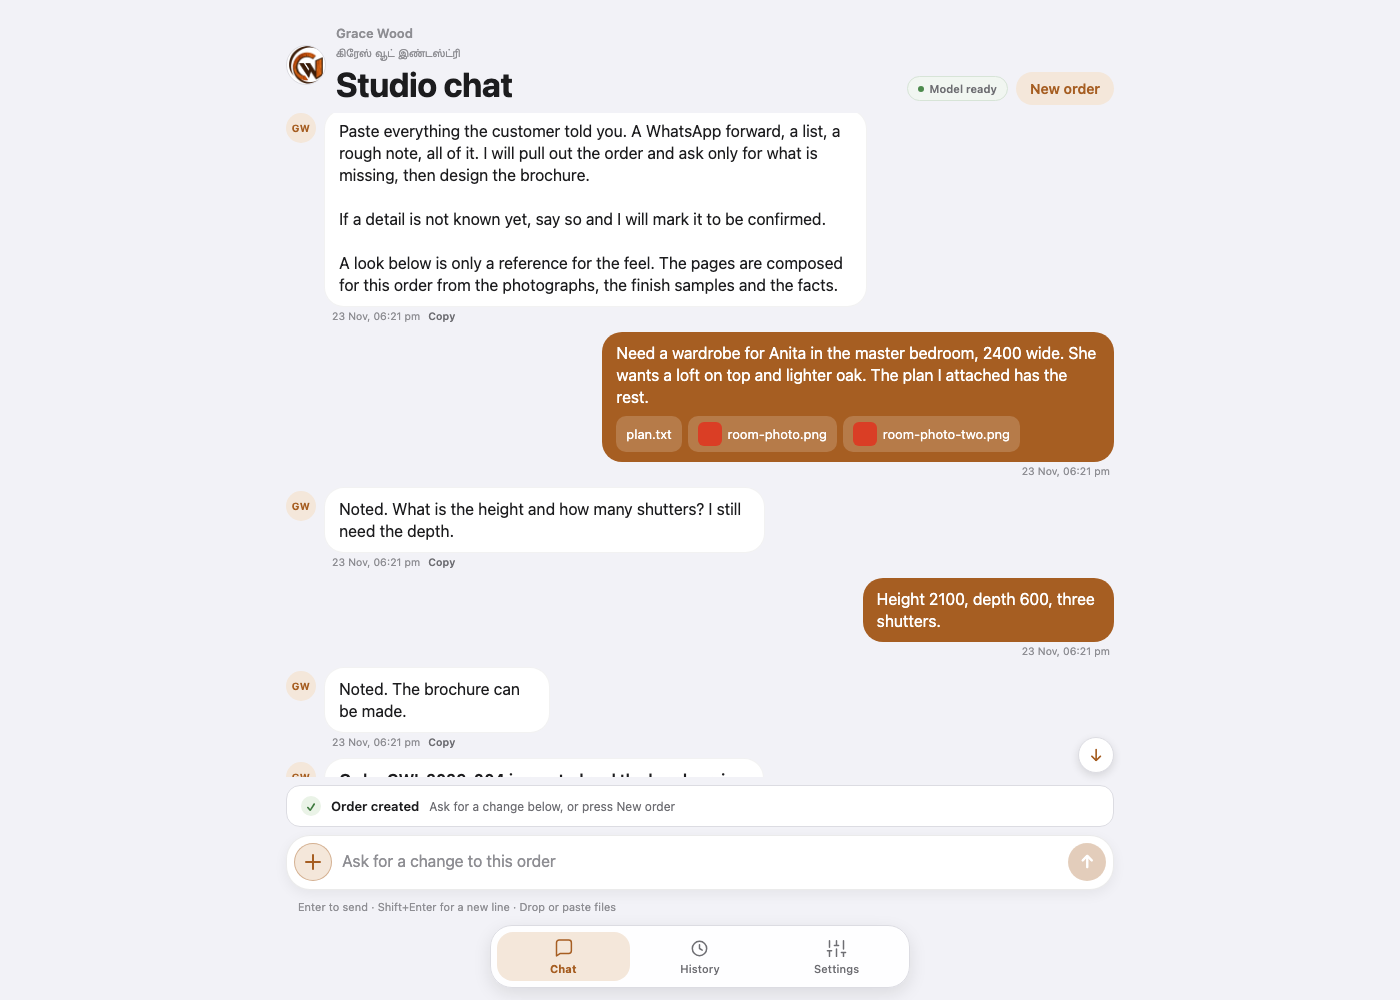 Grace Wood
கிரேஸ் வூட் இண்டஸ்ட்ரி
Studio chat
Model ready
New order
GW
Paste everything the customer told you. A WhatsApp forward, a list, a
rough note, all of it. I will pull out the order and ask only for what is
missing, then design the brochure.
If a detail is not known yet, say so and I will mark it to be confirmed.
A look below is only a reference for the feel. The pages are composed
for this order from the photographs, the finish samples and the facts.
23 Nov, 06:21 pm Copy
Need a wardrobe for Anita in the master bedroom, 2400 wide. She
wants a loft on top and lighter oak. The plan I attached has the
rest.
plan.txt room-photo.png room-photo-two.png
23 Nov, 06:21 pm
GW
Noted. What is the height and how many shutters? I still
need the depth.
23 Nov, 06:21 pm Copy
Height 2100, depth 600, three
shutters.
23 Nov, 06:21 pm
GW
Noted. The brochure can
be made.
23 Nov, 06:21 pm Copy
GW
Order created Ask for a change below, or press New order
Ask for a change to this order
Enter to send · Shift+Enter for a new line · Drop or paste files
Chat History Settings